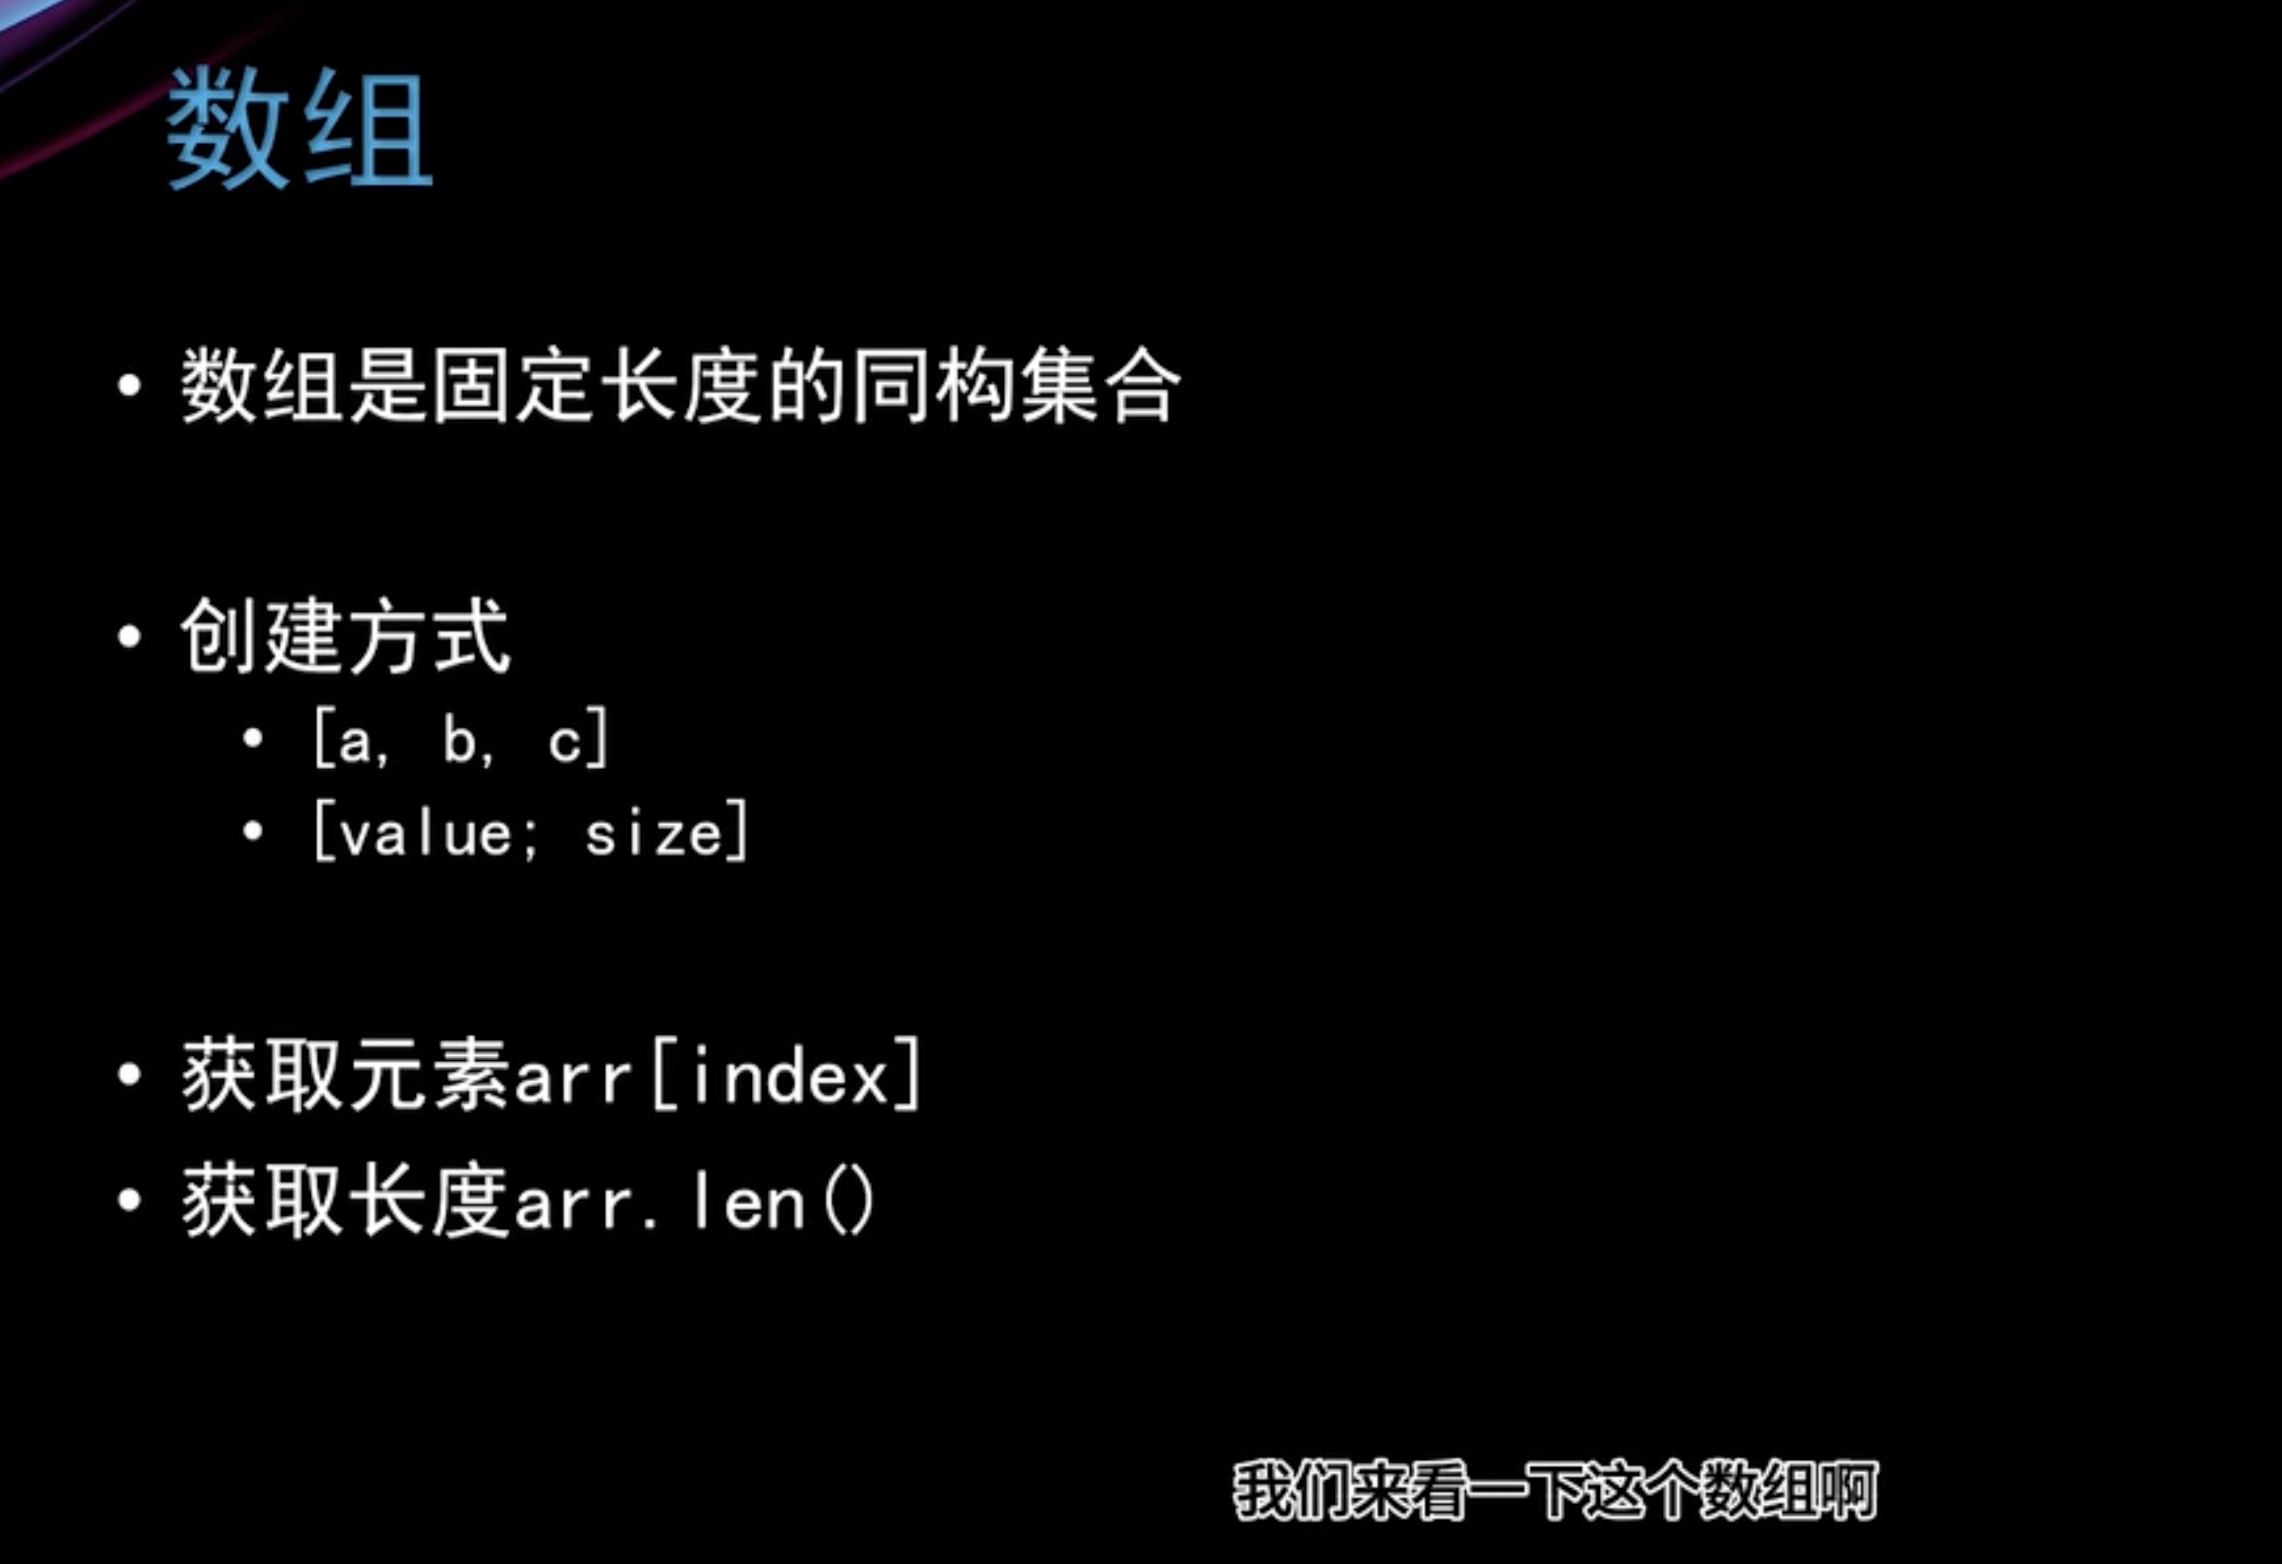 数组
• 数组是固定长度的同构集合
• 创建方式
• [a, b, c]
• [value; size]
• 获取元素arr[index]
• 获取长度arr.len()
我们来看一下这个数组啊